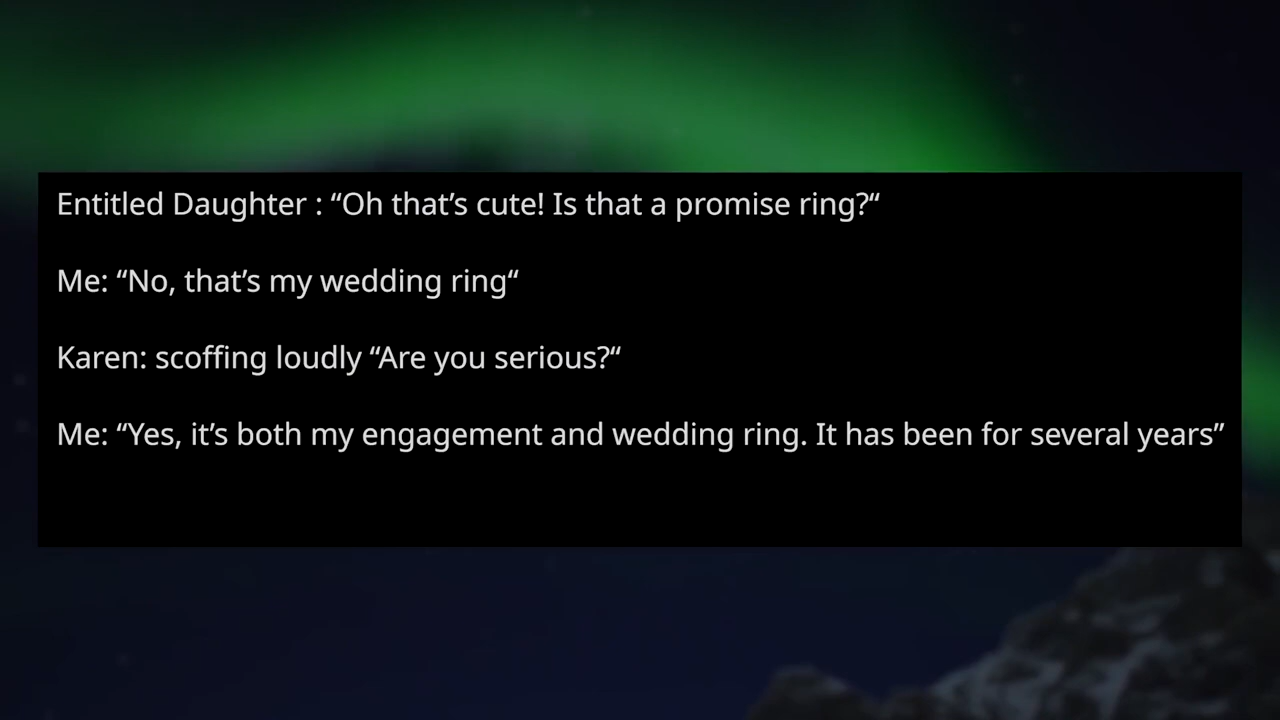 Entitled Daughter : “Oh that’s cute! Is that a promise ring?“
Me: “No, that’s my wedding ring“
Karen: scoffing loudly “Are you serious?“
Me: “Yes, it’s both my engagement and wedding ring. It has been for several years”